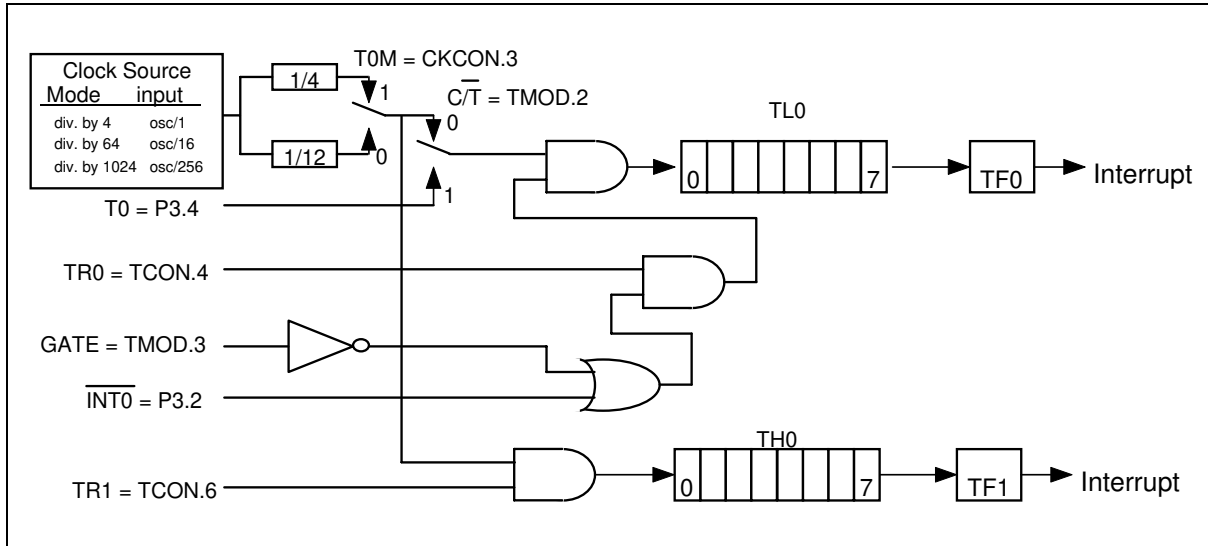 Clock Source
Mode input
div. by 4 osc/1
div. by 64 osc/16
div. by 1024 osc/256
1/4
1/12
T0M = CKCON.3
1
0
C/T̅ = TMOD.2
0
1
T0 = P3.4
TL0
0 7
TF0
Interrupt
TR0 = TCON.4
GATE = TMOD.3
I̅N̅T̅0̅ = P3.2
TR1 = TCON.6
TH0
0 7
TF1
Interrupt